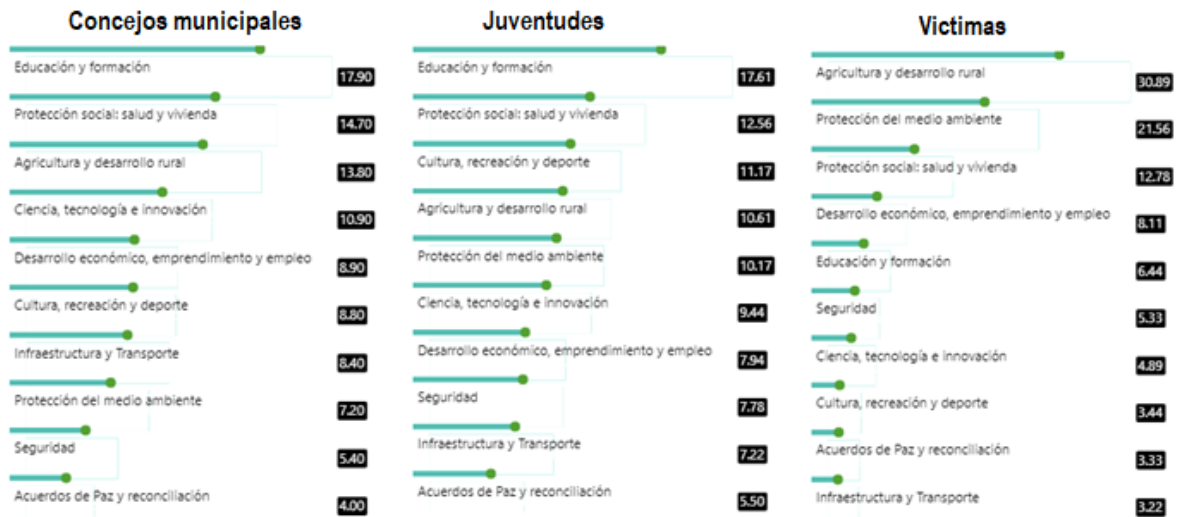 Concejos municipales
Educación y formación
17.90
Protección social: salud y vivienda
14.70
Agricultura y desarrollo rural
13.80
Ciencia, tecnología e innovación
10.90
Desarrollo económico, emprendimiento y empleo
8.90
Cultura, recreación y deporte
8.80
Infraestructura y Transporte
8.40
Protección del medio ambiente
7.20
Seguridad
5.40
Acuerdos de Paz y reconciliación
4.00
Juventudes
Educación y formación
17.61
Protección social: salud y vivienda
12.56
Cultura, recreación y deporte
11.17
Agricultura y desarrollo rural
10.61
Protección del medio ambiente
10.17
Ciencia, tecnología e innovación
9.44
Desarrollo económico, emprendimiento y empleo
7.94
Seguridad
7.78
Infraestructura y Transporte
7.22
Acuerdos de Paz y reconciliación
5.50
Victimas
Agricultura y desarrollo rural
30.89
Protección del medio ambiente
21.56
Protección social: salud y vivienda
12.78
Desarrollo económico, emprendimiento y empleo
8.11
Educación y formación
6.44
Seguridad
5.33
Ciencia, tecnología e innovación
4.89
Cultura, recreación y deporte
3.44
Acuerdos de Paz y reconciliación
3.33
Infraestructura y Transporte
3.22